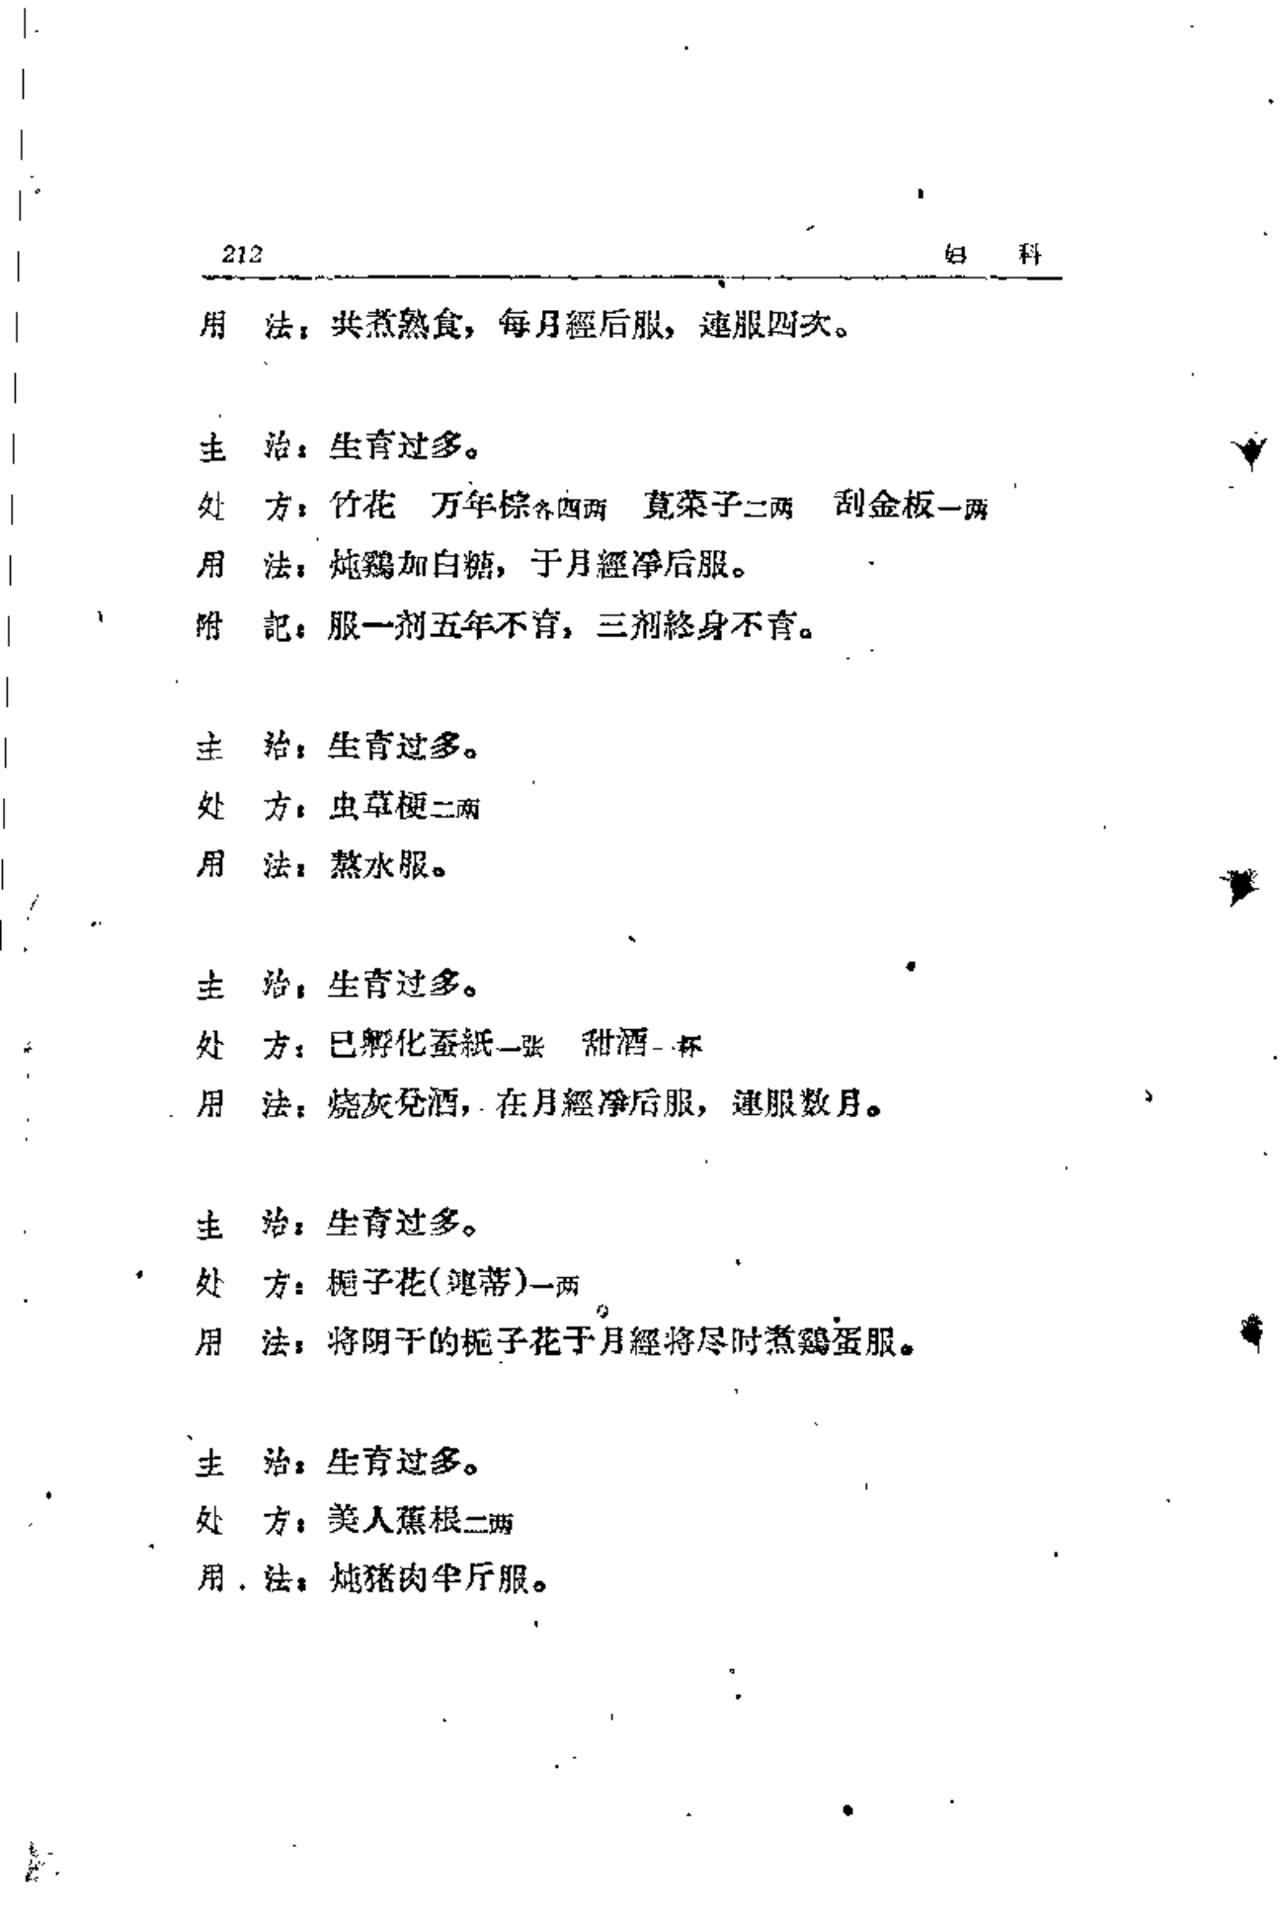 212 妇 科
用 法：共煮熟食，每月經后服，連服四次。
主 治：生育过多。
处 方：竹花 万年棕各四两 莧菜子二两 刮金板一两
用 法：炖鷄加白糖，于月經淨后服。
附 記：服一剂五年不育，三剂終身不育。
主 治：生育过多。
处 方：虫草梗二两
用 法：熬水服。
主 治：生育过多。
处 方：已孵化蚕紙一张 甜酒一杯
用 法：烧灰兌酒，在月經淨后服，連服数月。
主 治：生育过多。
处 方：梔子花(連蒂)一两
用 法：将阴干的梔子花于月經将尽时煮鷄蛋服。
主 治：生育过多。
处 方：美人蕉根二两
用 法：炖猪肉半斤服。